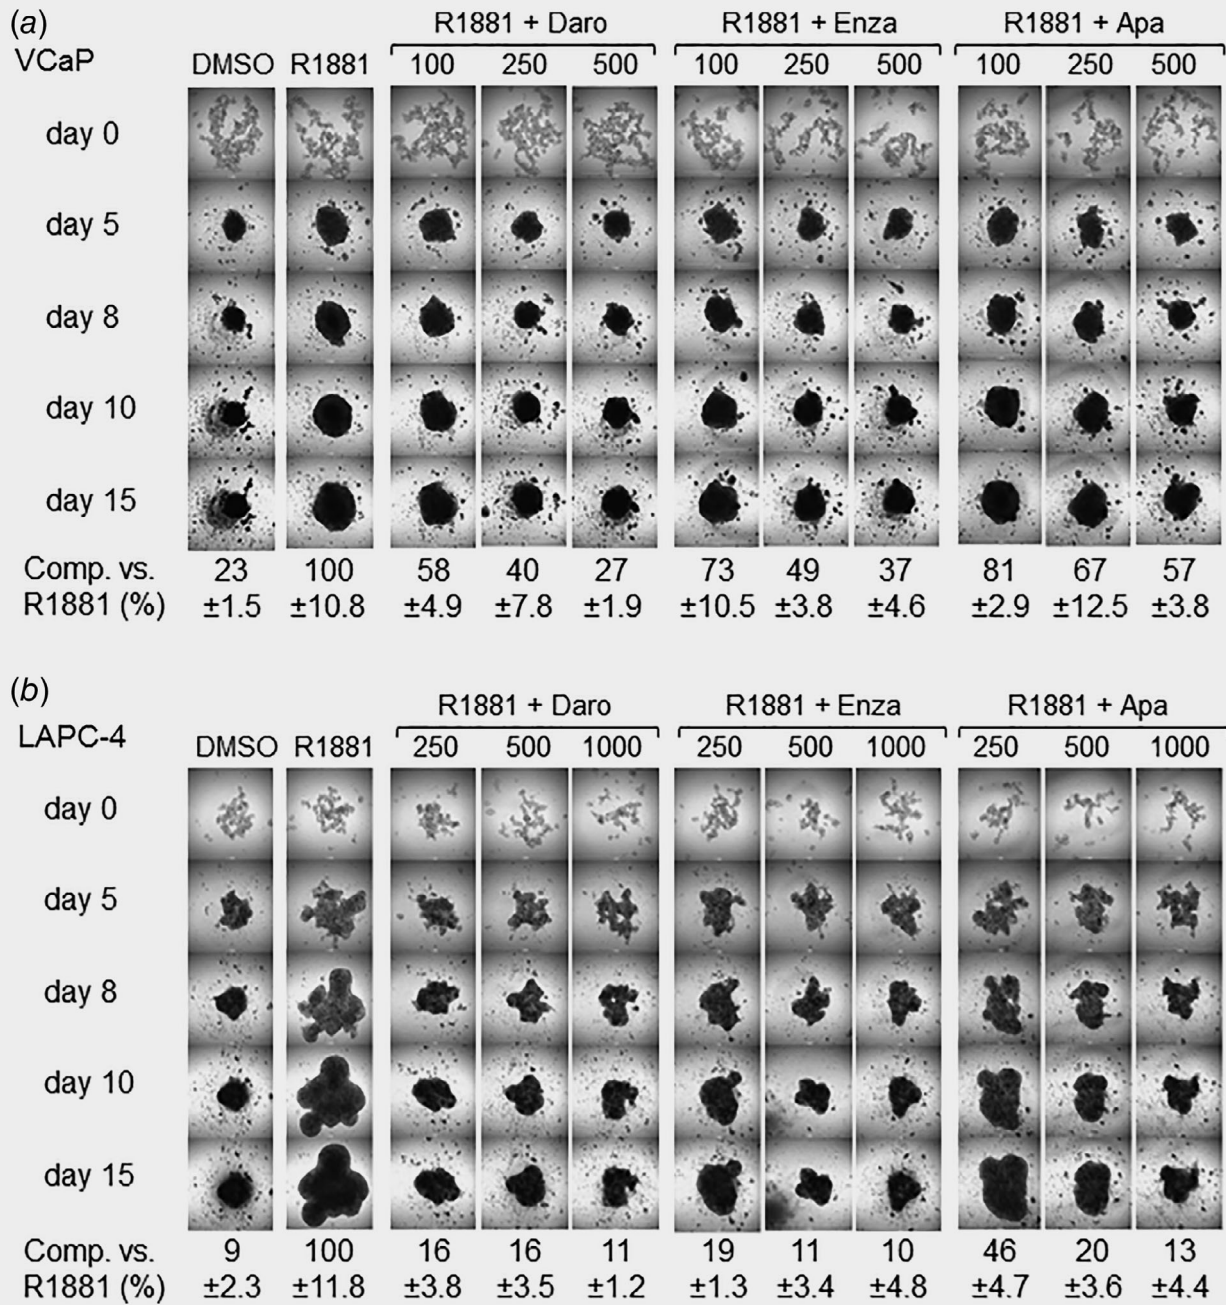 (a)
R1881 + Daro R1881 + Enza R1881 + Apa
VCaP DMSO R1881 100 250 500 100 250 500 100 250 500
day 0
day 5
day 8
day 10
day 15
Comp. vs. 23 100 58 40 27 73 49 37 81 67 57
R1881 (%) ±1.5 ±10.8 ±4.9 ±7.8 ±1.9 ±10.5 ±3.8 ±4.6 ±2.9 ±12.5 ±3.8
(b)
R1881 + Daro R1881 + Enza R1881 + Apa
LAPC-4 DMSO R1881 250 500 1000 250 500 1000 250 500 1000
day 0
day 5
day 8
day 10
day 15
Comp. vs. 9 100 16 16 11 19 11 10 46 20 13
R1881 (%) ±2.3 ±11.8 ±3.8 ±3.5 ±1.2 ±1.3 ±3.4 ±4.8 ±4.7 ±3.6 ±4.4